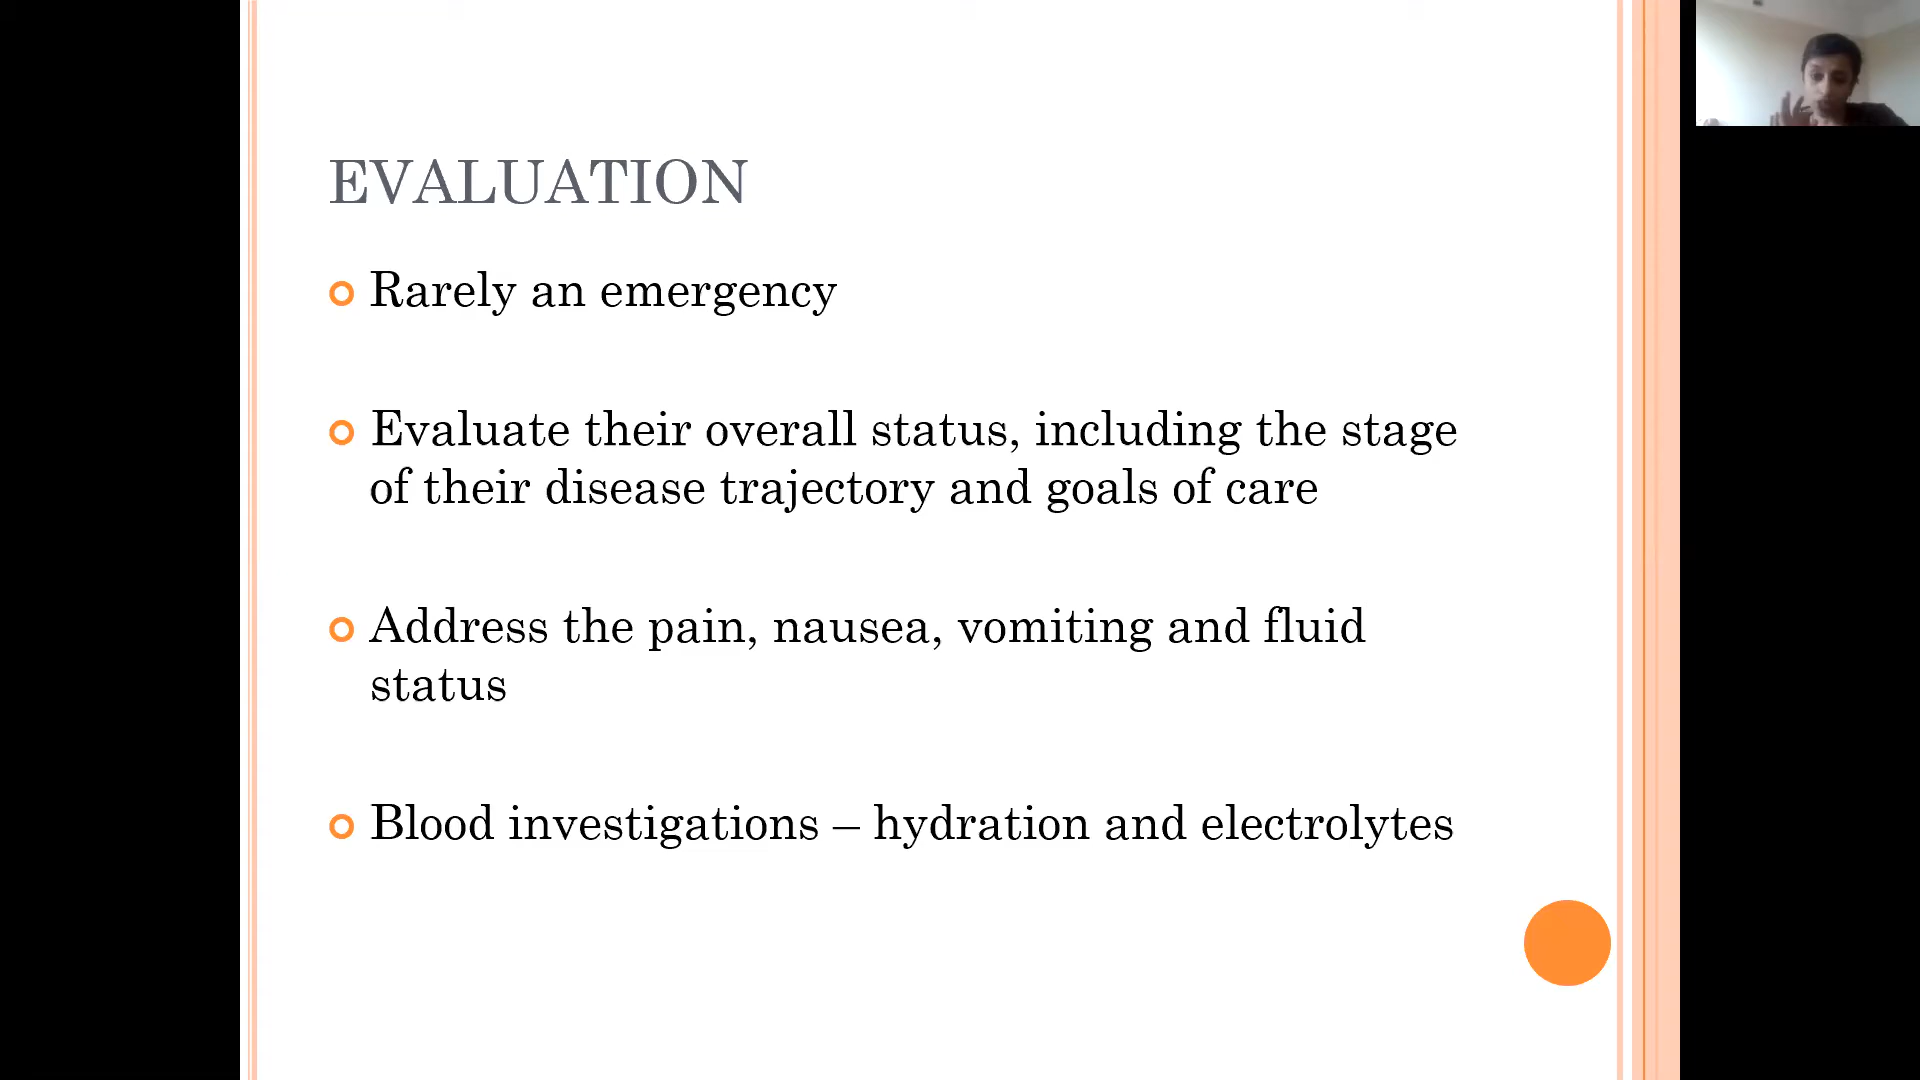 EVALUATION
Rarely an emergency
Evaluate their overall status, including the stage
of their disease trajectory and goals of care
Address the pain, nausea, vomiting and fluid
status
Blood investigations – hydration and electrolytes